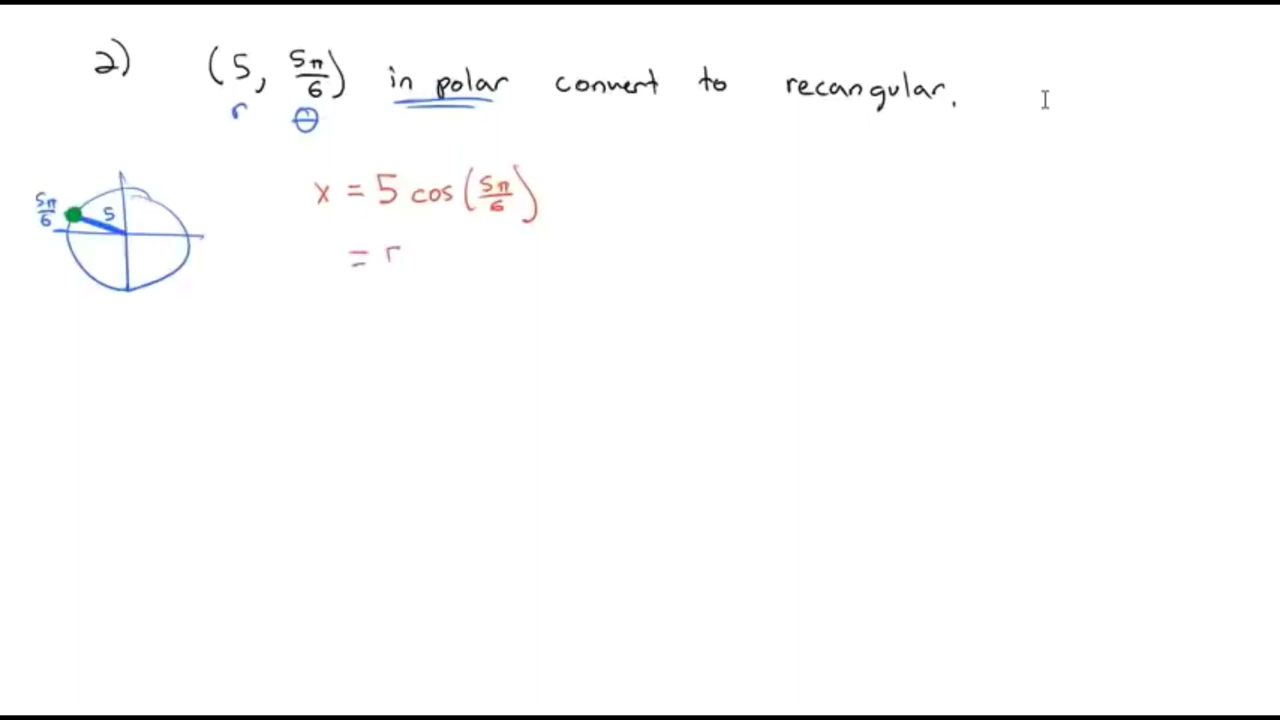 2) (5, 5π/6) in polar convert to recangular.
r θ
5π/6 5
x = 5 cos(5π/6)
=